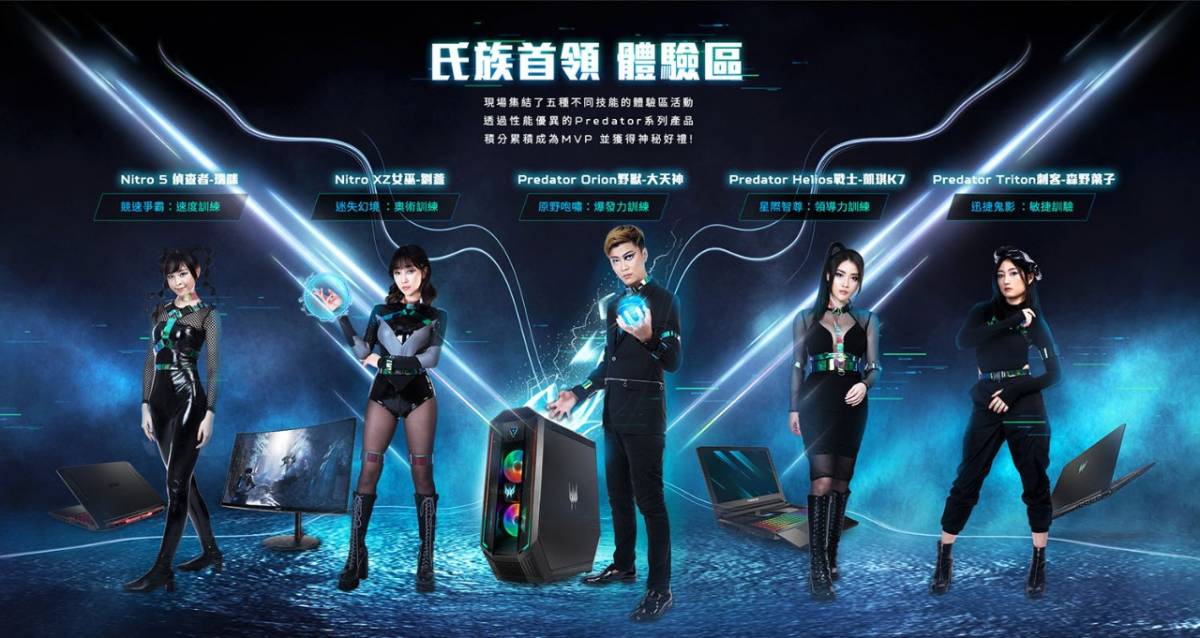 氏族首領 體驗區
現場集結了五種不同技能的體驗區活動
透過性能優異的Predator系列產品
積分累積成為MVP 並獲得神秘好禮!
Nitro 5 偵查者-瑀熙
競速爭霸：速度訓練
Nitro XZ女巫-劉萱
迷失幻境：奧術訓練
Predator Orion野獸-大天神
原野咆嘯：爆發力訓練
Predator Helios戰士-凱琪K7
星際智尊：領導力訓練
Predator Triton刺客-森野葉子
迅捷鬼影：敏捷訓驗